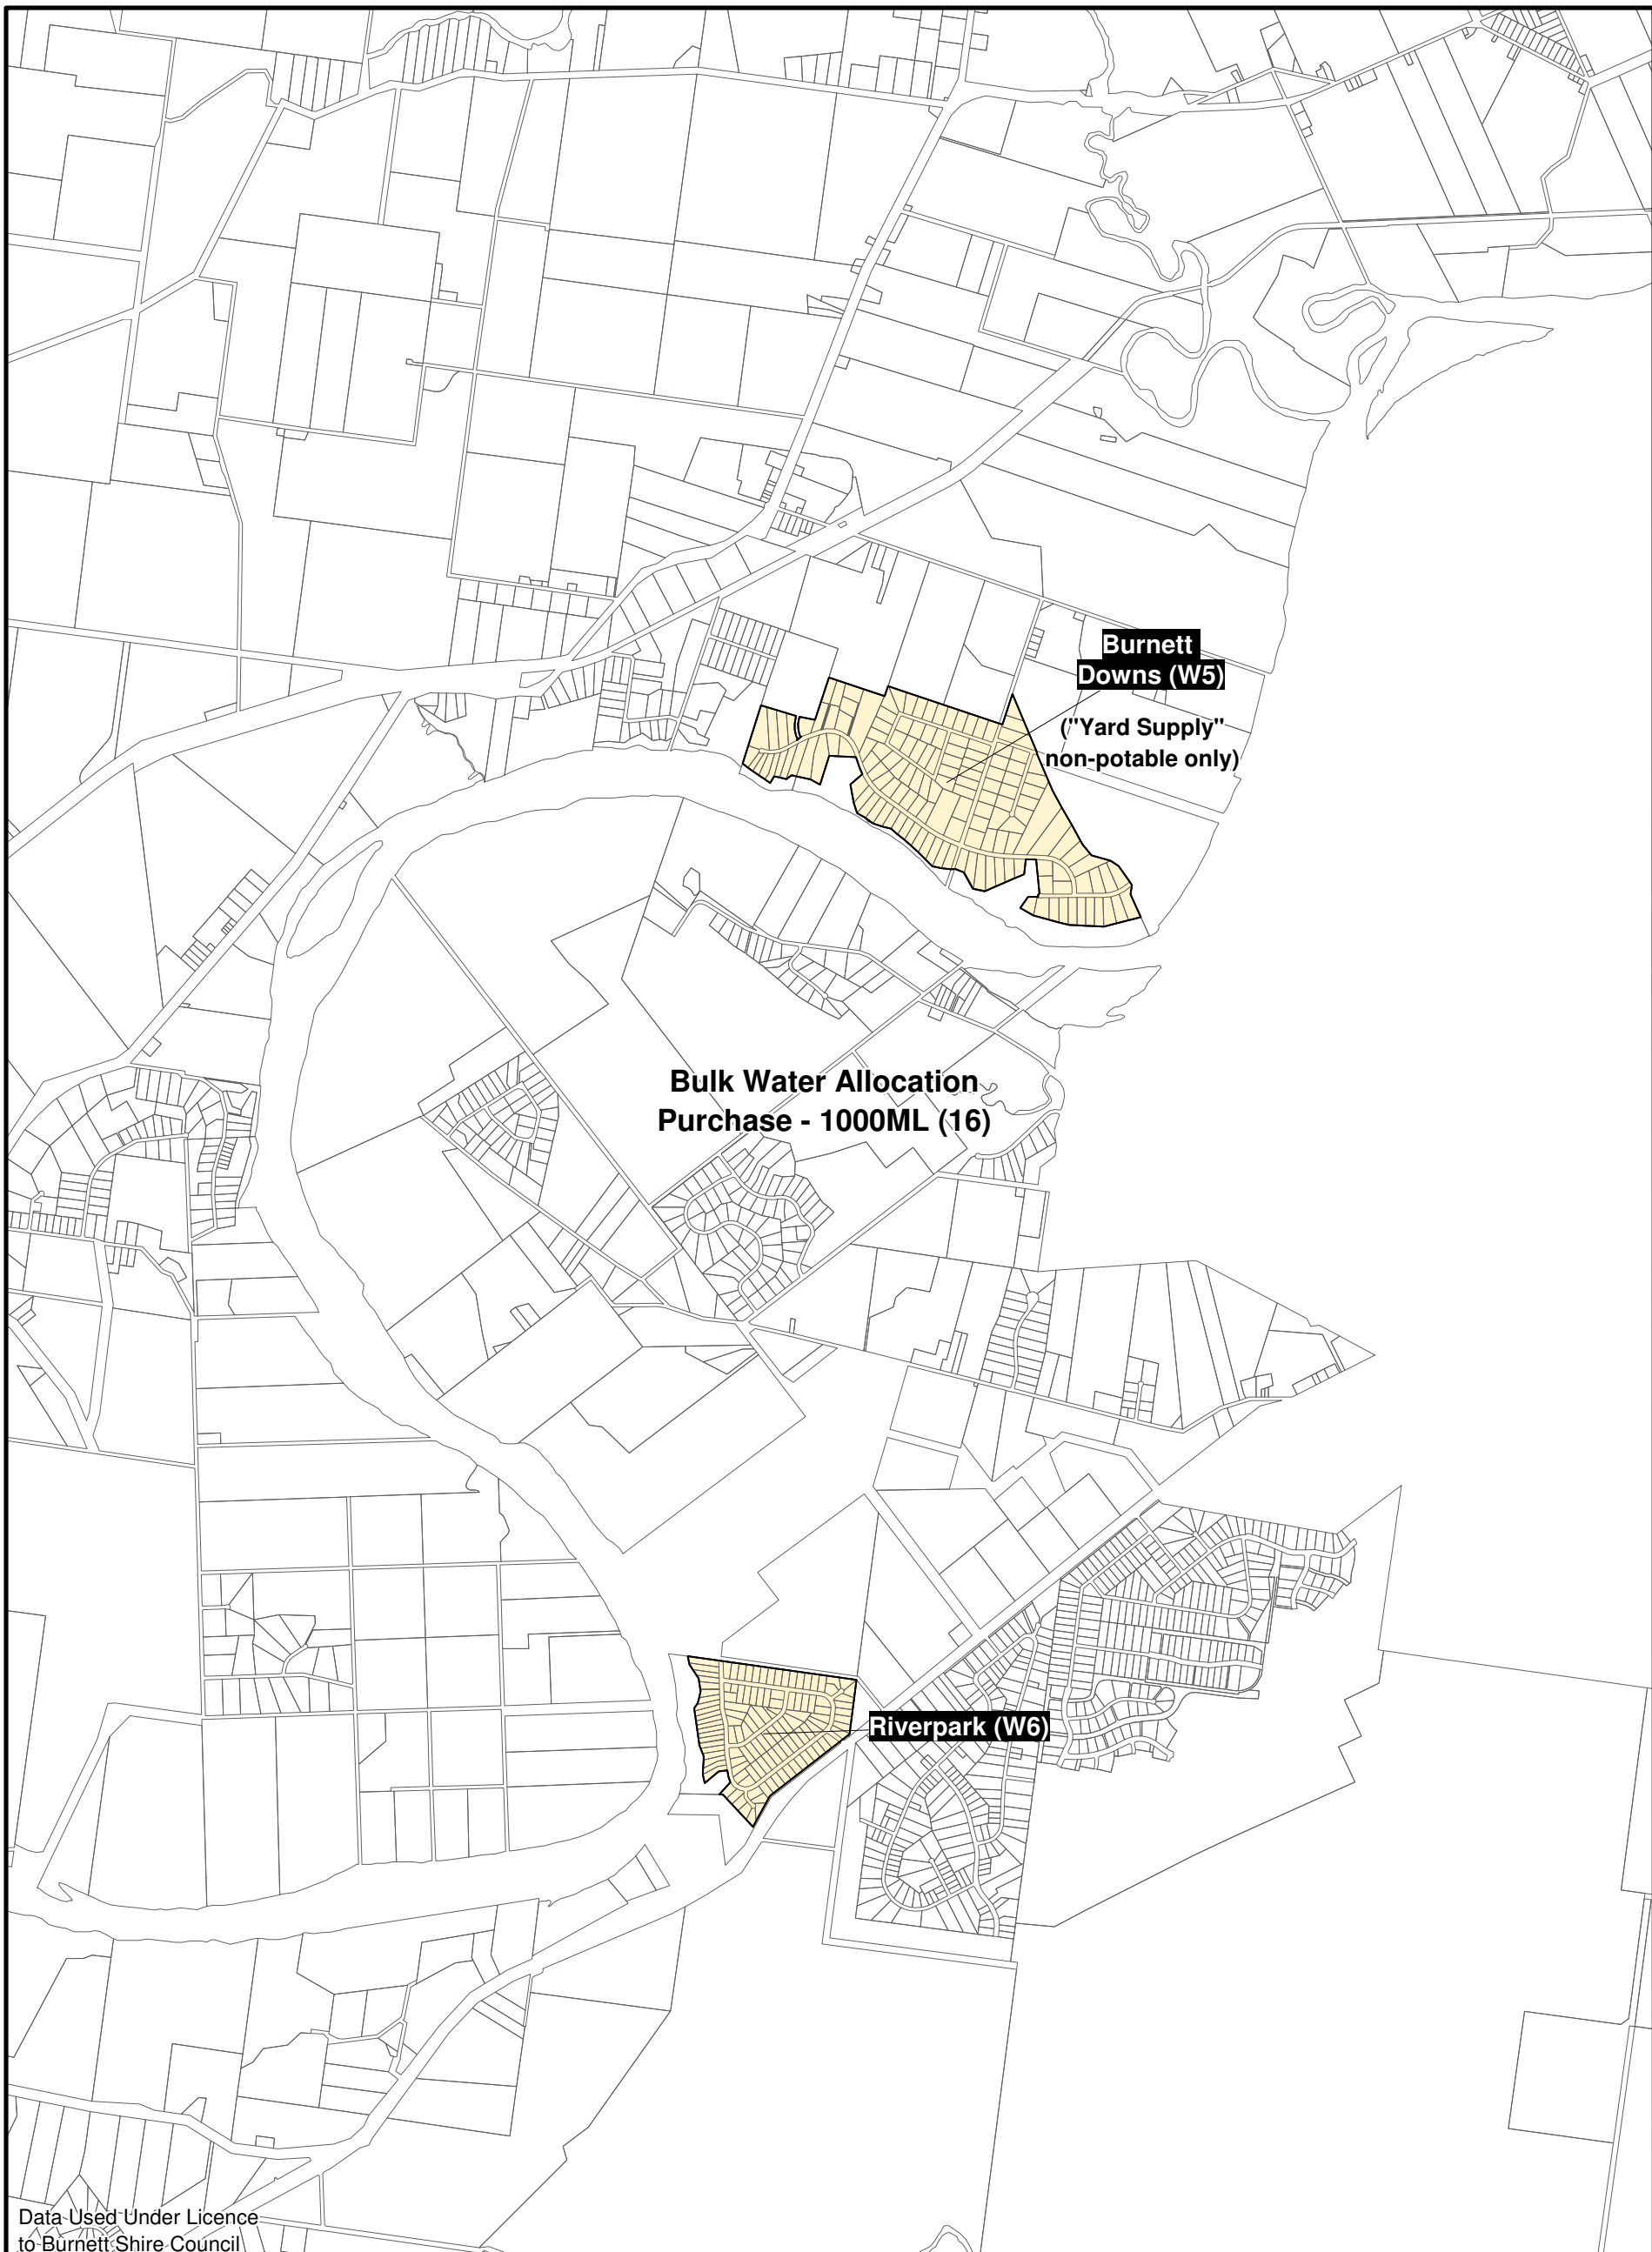 Burnett
Downs (W5)
("Yard Supply"
non-potable only)
Bulk Water Allocation
Purchase - 1000ML (16)
Riverpark (W6)
Data Used Under Licence
to Burnett Shire Council